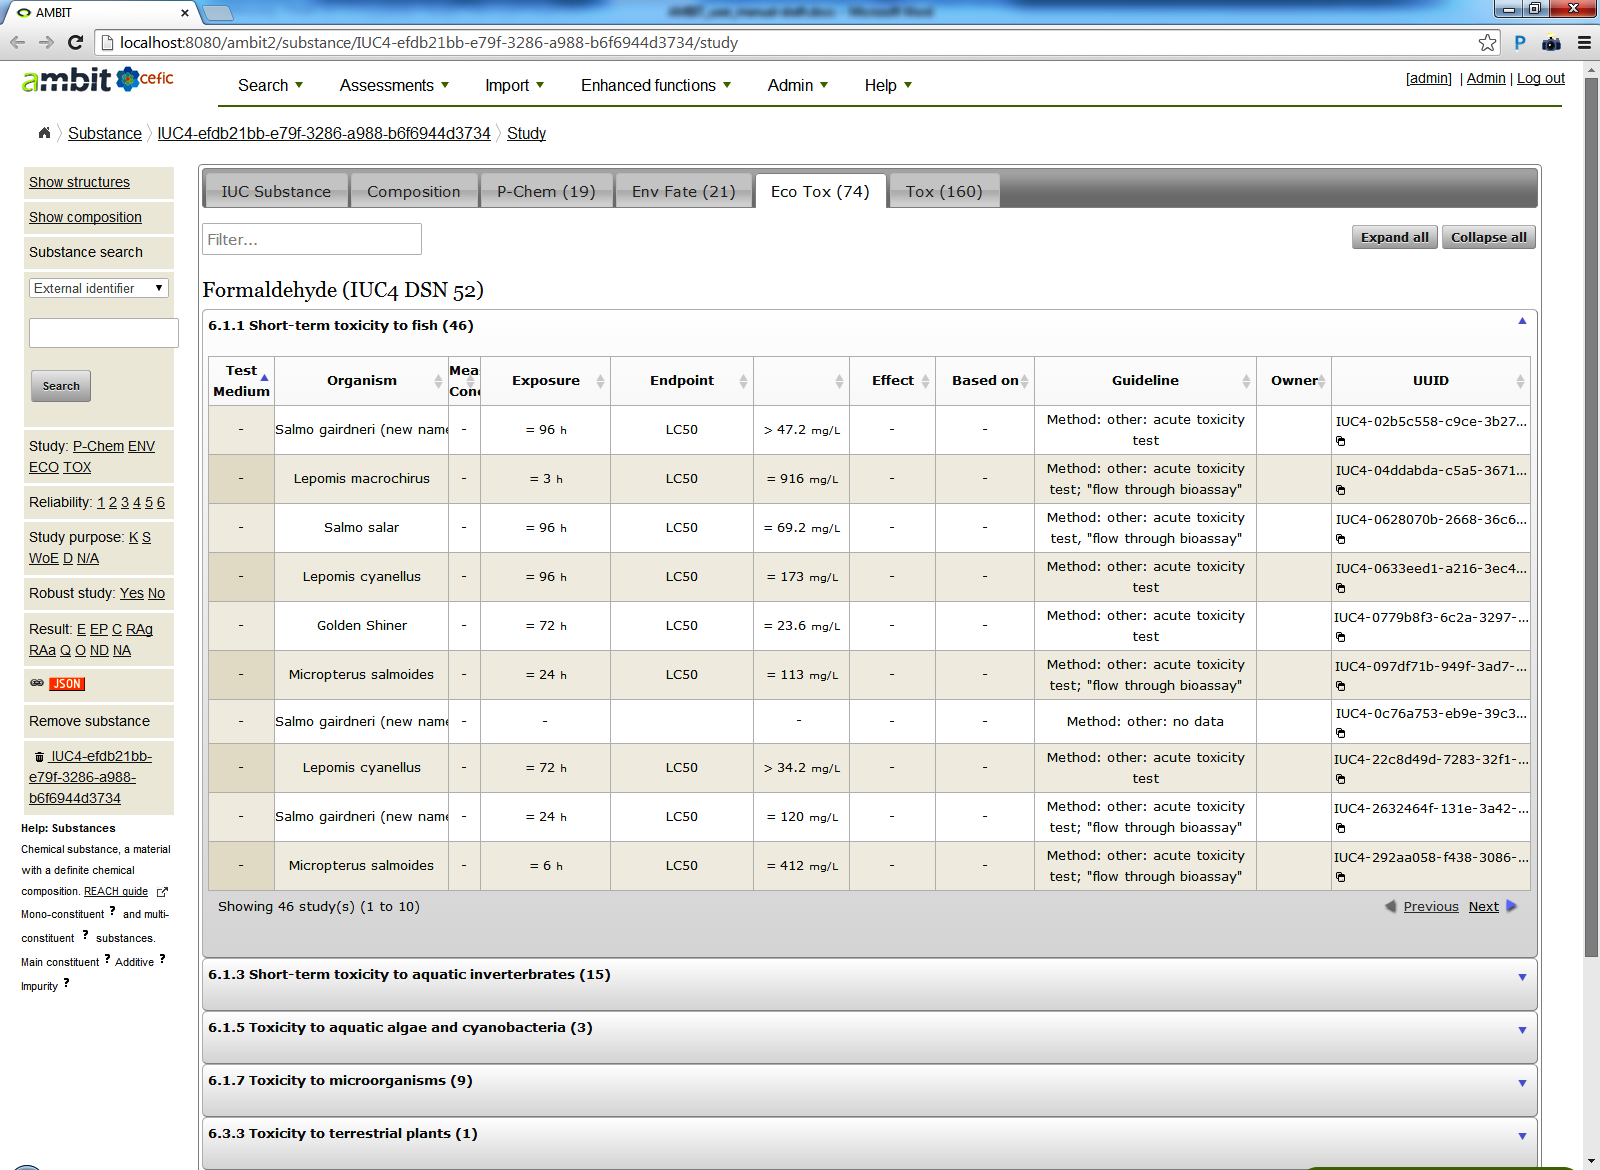 AMBIT
localhost:8080/ambit2/substance/IUC4-efdb21bb-e79f-3286-a988-b6f6944d3734/study
ambit cefic
Search Assessments Import Enhanced functions Admin Help
[admin] | Admin | Log out
Substance IUC4-efdb21bb-e79f-3286-a988-b6f6944d3734 Study
Show structures
Show composition
Substance search
External identifier
Search
Study: P-Chem ENV
ECO TOX
Reliability: 1 2 3 4 5 6
Study purpose: K S
WoE D N/A
Robust study: Yes No
Result: E EP C RAg
RAa Q O ND NA
JSON
Remove substance
IUC4-efdb21bb-
e79f-3286-a988-
b6f6944d3734
Help: Substances
Chemical substance, a material
with a definite chemical
composition. REACH guide
Mono-constituent ? and multi-
constituent ? substances.
Main constituent ? Additive ?
Impurity ?
IUC Substance Composition P-Chem (19) Env Fate (21) Eco Tox (74) Tox (160)
Filter...
Expand all Collapse all
Formaldehyde (IUC4 DSN 52)
6.1.1 Short-term toxicity to fish (46)
Test Medium Organism Mea Conc Exposure Endpoint Effect Based on Guideline Owner UUID
- Salmo gairdneri (new name - = 96 h LC50 > 47.2 mg/L - - Method: other: acute toxicity test IUC4-02b5c558-c9ce-3b27...
- Lepomis macrochirus - = 3 h LC50 = 916 mg/L - - Method: other: acute toxicity test; "flow through bioassay" IUC4-04ddabda-c5a5-3671...
- Salmo salar - = 96 h LC50 = 69.2 mg/L - - Method: other: acute toxicity test, "flow through bioassay" IUC4-0628070b-2668-36c6...
- Lepomis cyanellus - = 96 h LC50 = 173 mg/L - - Method: other: acute toxicity test IUC4-0633eed1-a216-3ec4...
- Golden Shiner - = 72 h LC50 = 23.6 mg/L - - Method: other: acute toxicity test IUC4-0779b8f3-6c2a-3297-...
- Micropterus salmoides - = 24 h LC50 = 113 mg/L - - Method: other: acute toxicity test; "flow through bioassay" IUC4-097df71b-949f-3ad7-...
- Salmo gairdneri (new name - - - - - Method: other: no data IUC4-0c76a753-eb9e-39c3...
- Lepomis cyanellus - = 72 h LC50 > 34.2 mg/L - - Method: other: acute toxicity test IUC4-22c8d49d-7283-32f1-...
- Salmo gairdneri (new name - = 24 h LC50 = 120 mg/L - - Method: other: acute toxicity test; "flow through bioassay" IUC4-2632464f-131e-3a42-...
- Micropterus salmoides - = 6 h LC50 = 412 mg/L - - Method: other: acute toxicity test; "flow through bioassay" IUC4-292aa058-f438-3086-...
Showing 46 study(s) (1 to 10)
Previous Next
6.1.3 Short-term toxicity to aquatic inverterbrates (15)
6.1.5 Toxicity to aquatic algae and cyanobacteria (3)
6.1.7 Toxicity to microorganisms (9)
6.3.3 Toxicity to terrestrial plants (1)